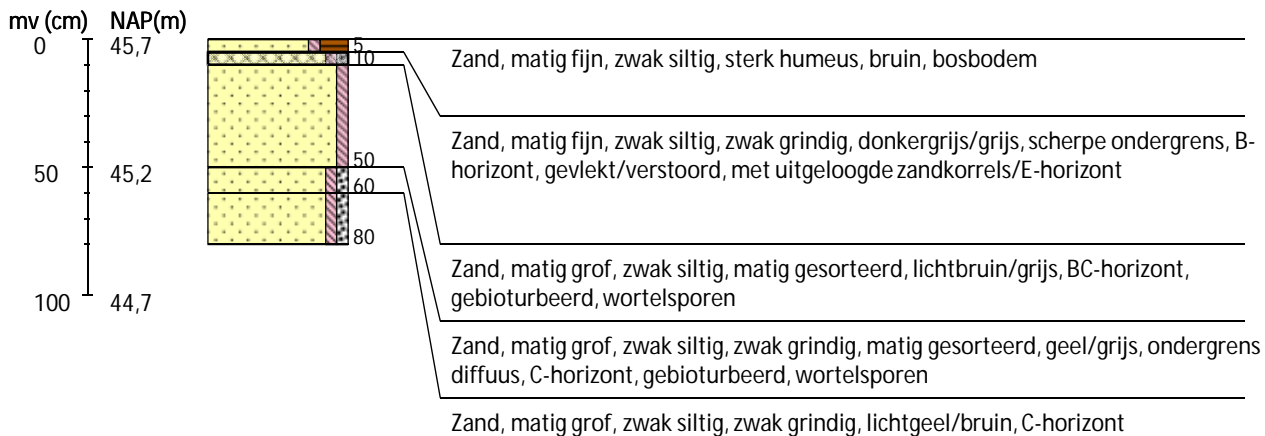 mv (cm) NAP(m)
0 45,7
5
10
Zand, matig fijn, zwak siltig, sterk humeus, bruin, bosbodem
Zand, matig fijn, zwak siltig, zwak grindig, donkergrijs/grijs, scherpe ondergrens, B-
horizont, gevlekt/verstoord, met uitgeloogde zandkorrels/E-horizont
50
50 45,2
60
80
Zand, matig grof, zwak siltig, matig gesorteerd, lichtbruin/grijs, BC-horizont,
gebioturbeerd, wortelsporen
100 44,7
Zand, matig grof, zwak siltig, zwak grindig, matig gesorteerd, geel/grijs, ondergrens
diffuus, C-horizont, gebioturbeerd, wortelsporen
Zand, matig grof, zwak siltig, zwak grindig, lichtgeel/bruin, C-horizont